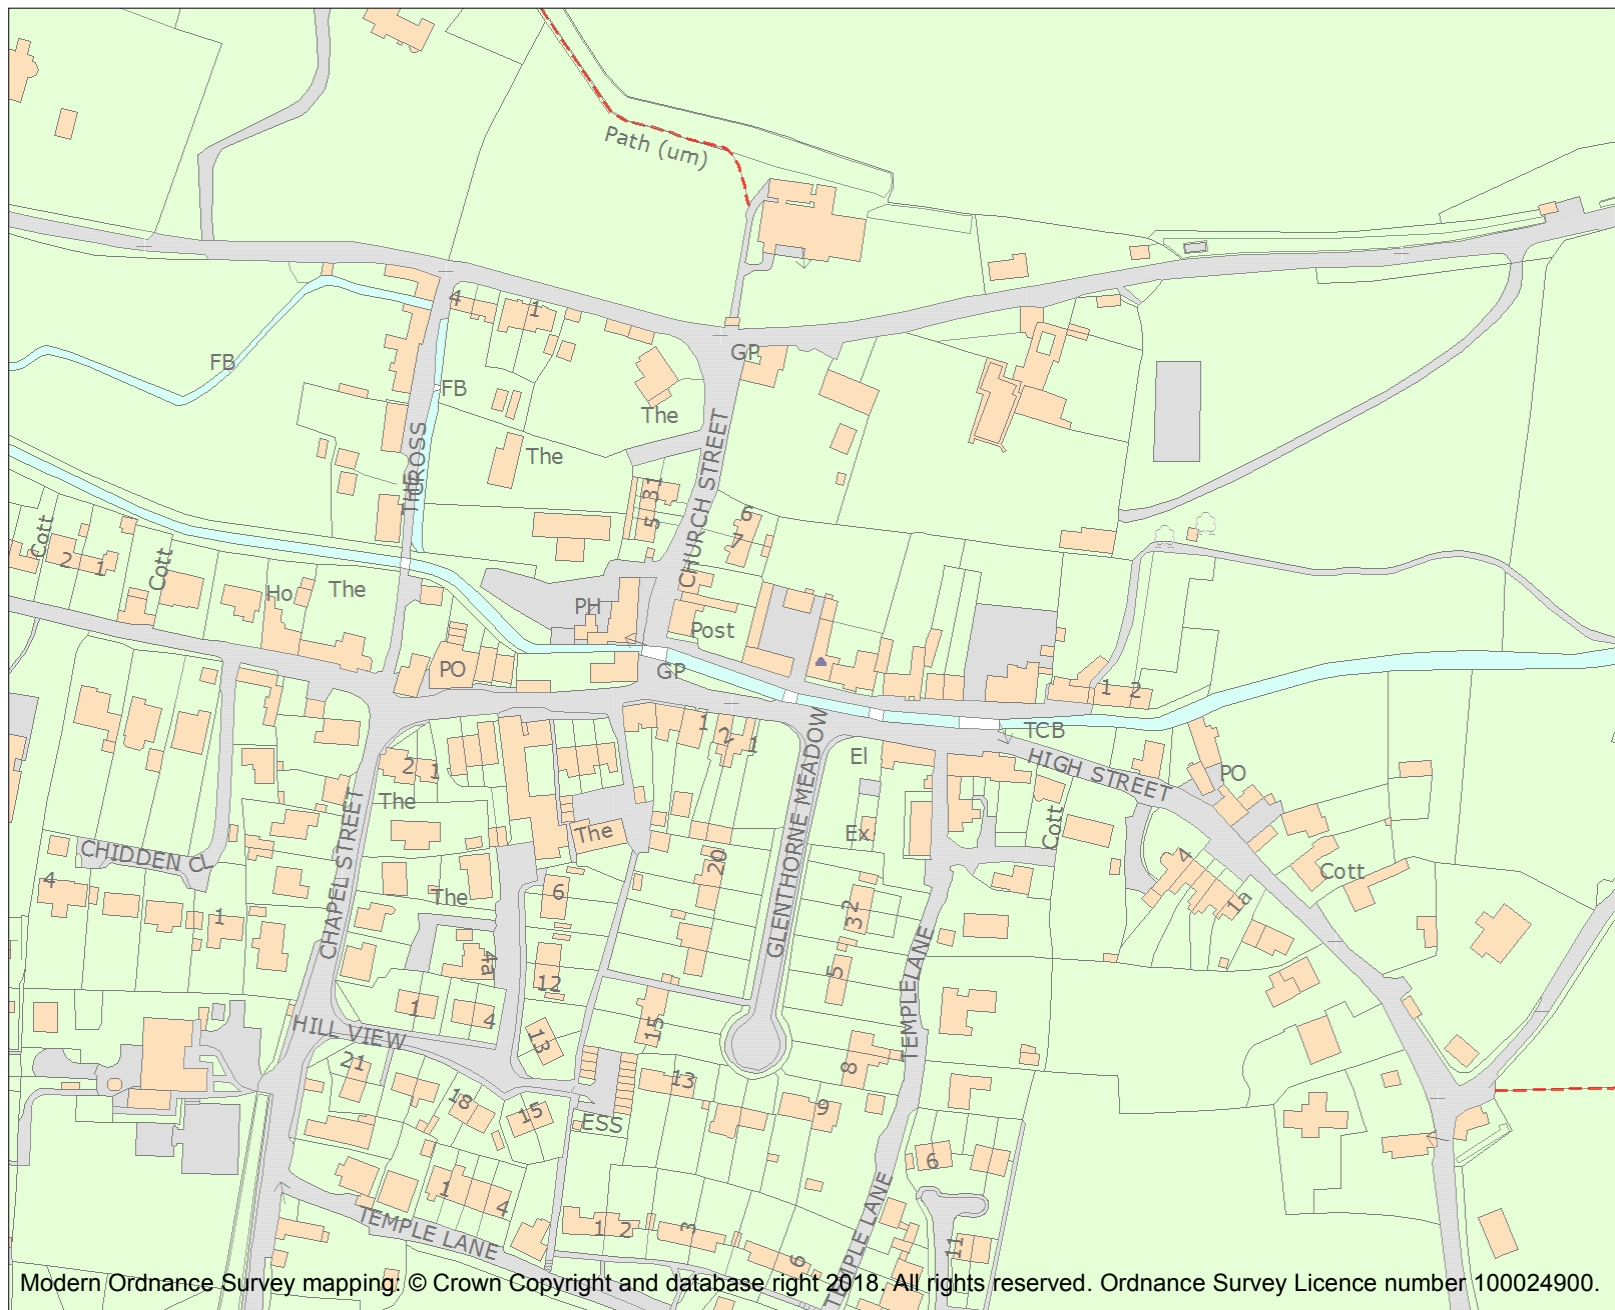 Path (um)
FB
4
1
GP
FB
The
The
THE CROSS
CHURCH STREET
1
3
5
6
7
Cott
2
1
Cott
Ho
The
PH
Post
PO
GP
1
2
1
2
1
TCB
HIGH STREET
El
PO
2
1
The
CHAPEL STREET
GLENTHORNE MEADOW
The
Ex
Cott
CHIDDEN CL
4
1
20
4
Cott
1a
The
6
32
4a
12
5
TEMPLE LANE
1
4
13
15
HILL VIEW
21
18
15
13
8
9
ESS
6
1
4
TEMPLE LANE
1
2
3
6
TEMPLE LANE
11
Modern Ordnance Survey mapping: © Crown Copyright and database right 2018. All rights reserved. Ordnance Survey Licence number 100024900.